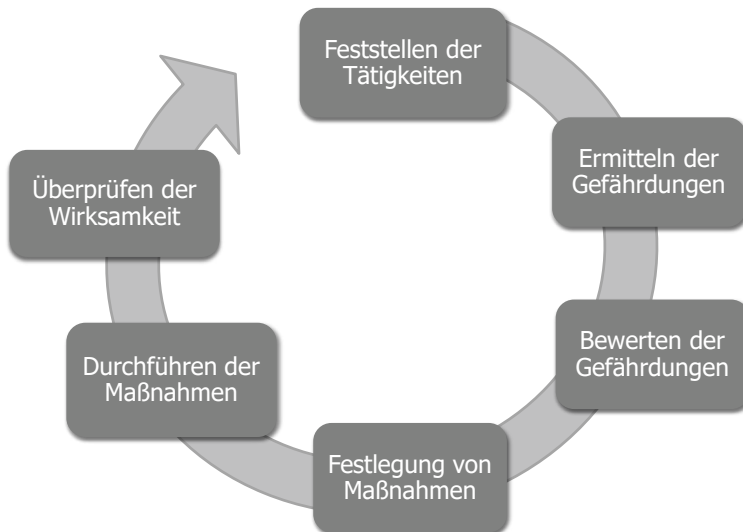 Feststellen der
Tätigkeiten
Ermitteln der
Gefährdungen
Bewerten der
Gefährdungen
Festlegung von
Maßnahmen
Durchführen der
Maßnahmen
Überprüfen der
Wirksamkeit